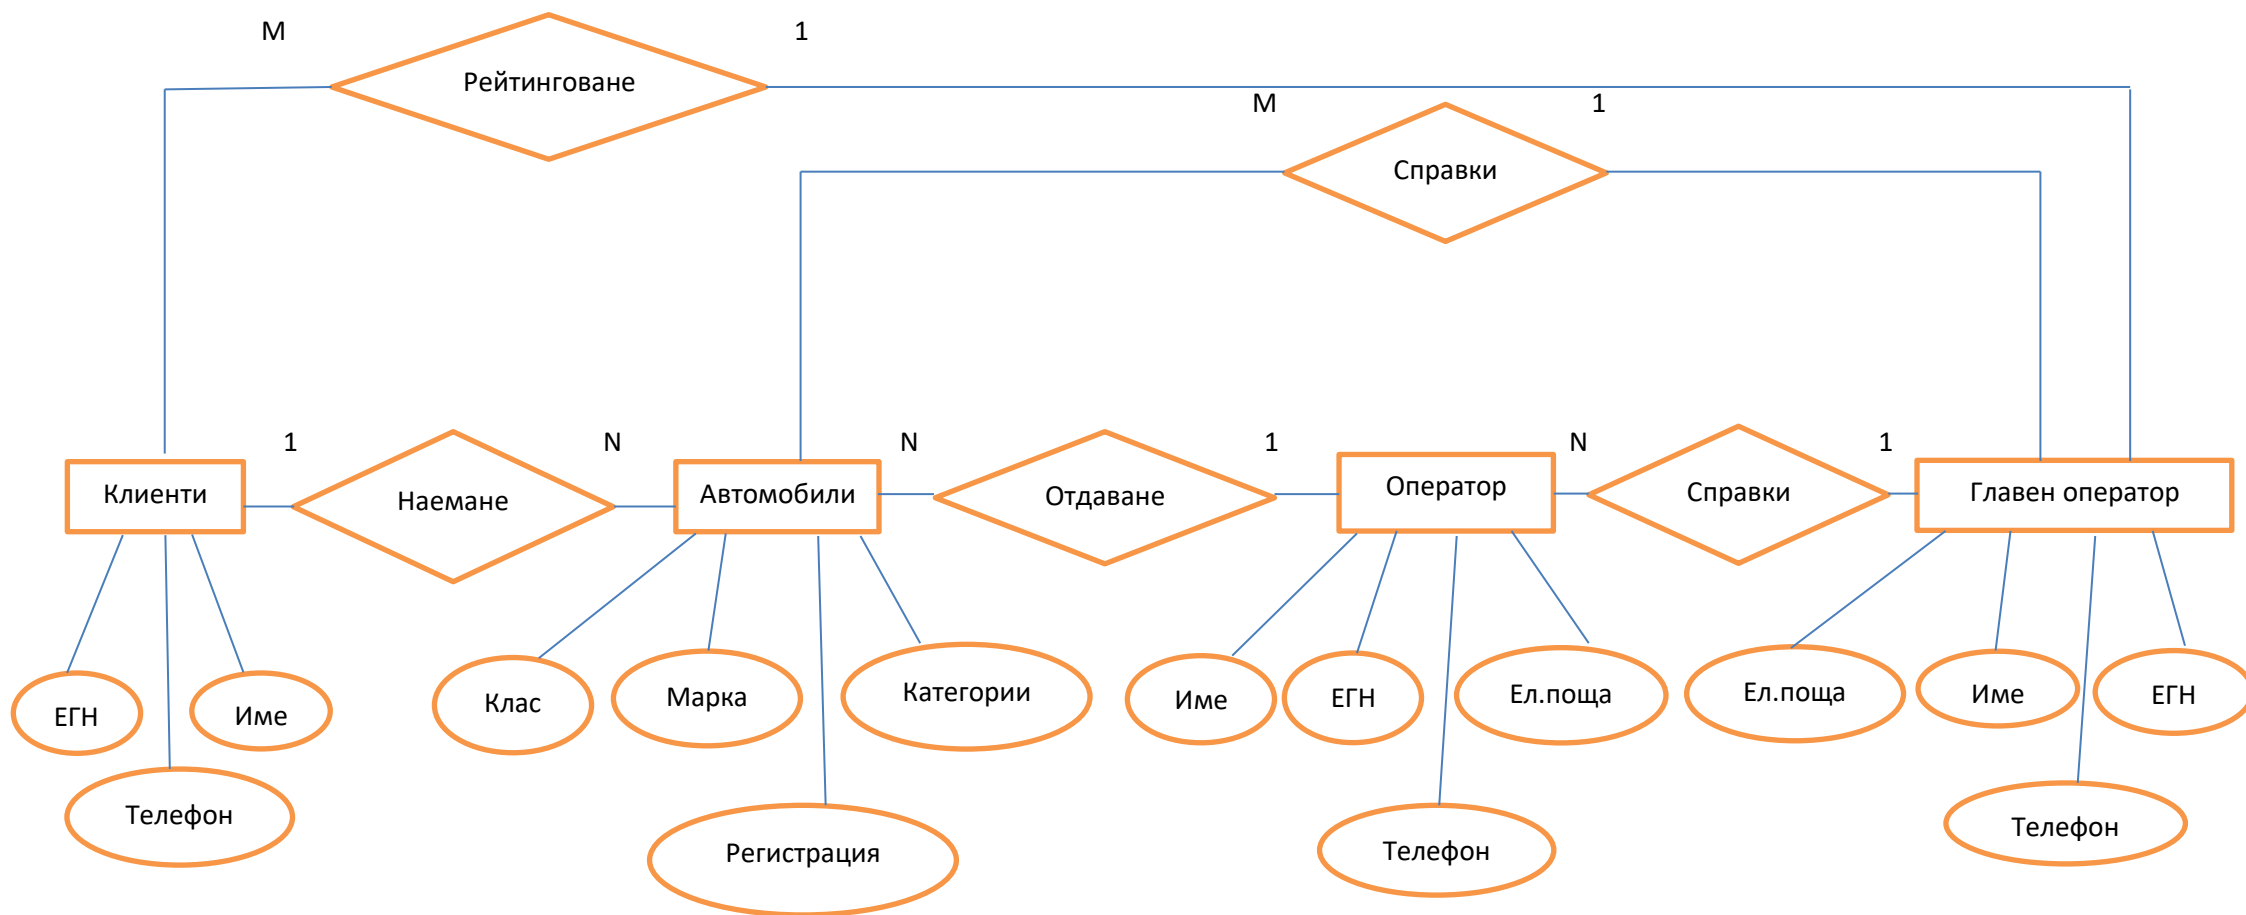 M
1
Рейтинговане
M
1
Справки
1
N
N
1
N
1
Клиенти
Наемане
Автомобили
Отдаване
Оператор
Справки
Главен оператор
ЕГН
Име
Клас
Марка
Категории
Име
ЕГН
Ел.поща
Ел.поща
Име
ЕГН
Телефон
Регистрация
Телефон
Телефон